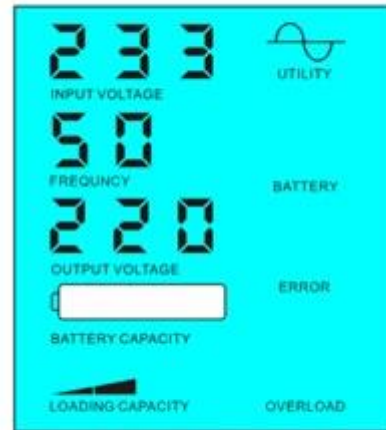 233
UTILITY
INPUT VOLTAGE
50
FREQUNCY
BATTERY
220
OUTPUT VOLTAGE
ERROR
BATTERY CAPACITY
LOADING CAPACITY OVERLOAD